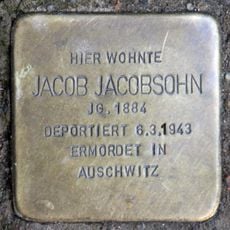 HIER WOHNTE
JACOB JACOBSOHN
JG. 1884
DEPORTIERT 6.3.1943
ERMORDET IN
AUSCHWITZ